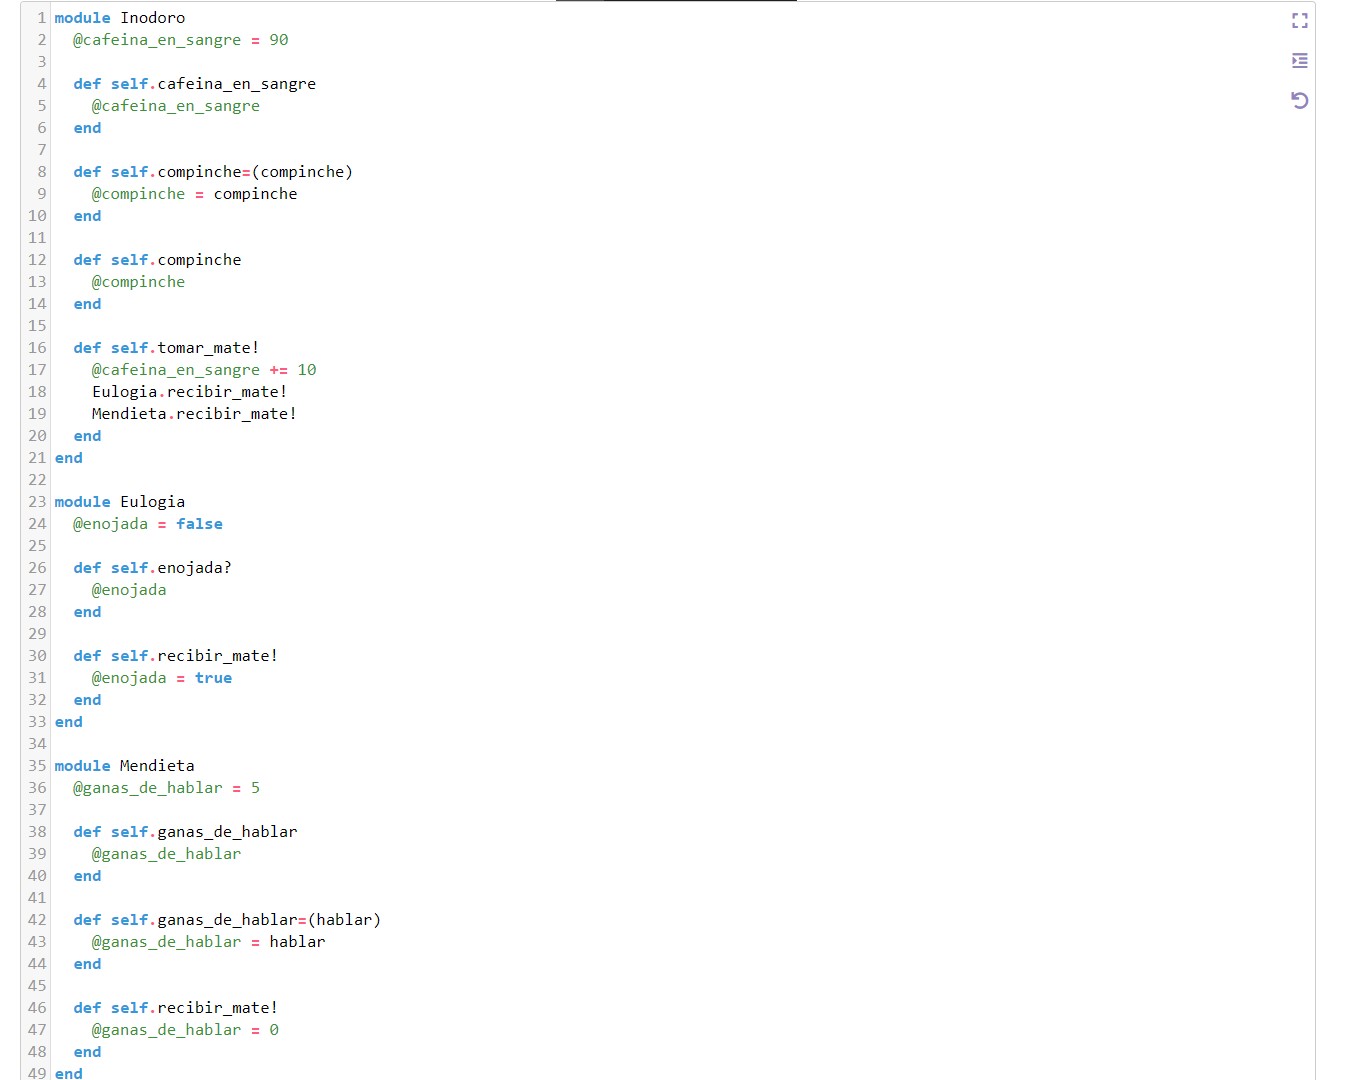 1 module Inodoro
2   @cafeina_en_sangre = 90
3
4   def self.cafeina_en_sangre
5     @cafeina_en_sangre
6   end
7
8   def self.compinche=(compinche)
9     @compinche = compinche
10   end
11
12   def self.compinche
13     @compinche
14   end
15
16   def self.tomar_mate!
17     @cafeina_en_sangre += 10
18     Eulogia.recibir_mate!
19     Mendieta.recibir_mate!
20   end
21 end
22
23 module Eulogia
24   @enojada = false
25
26   def self.enojada?
27     @enojada
28   end
29
30   def self.recibir_mate!
31     @enojada = true
32   end
33 end
34
35 module Mendieta
36   @ganas_de_hablar = 5
37
38   def self.ganas_de_hablar
39     @ganas_de_hablar
40   end
41
42   def self.ganas_de_hablar=(hablar)
43     @ganas_de_hablar = hablar
44   end
45
46   def self.recibir_mate!
47     @ganas_de_hablar = 0
48   end
49 end